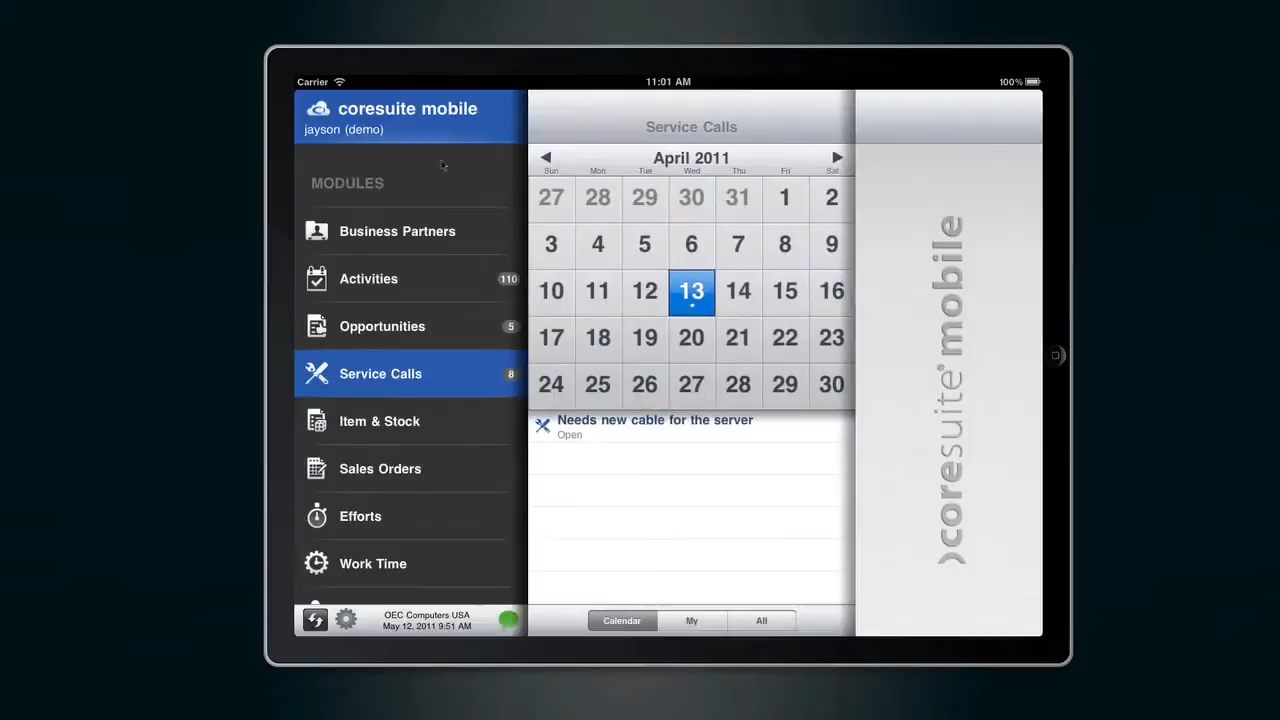 Carrier
11:01 AM
100%
coresuite mobile
jayson (demo)
MODULES
Business Partners
Activities 110
Opportunities 5
Service Calls 8
Item & Stock
Sales Orders
Efforts
Work Time
OEC Computers USA
May 12, 2011 9:51 AM
Service Calls
April 2011
Sun Mon Tue Wed Thu Fri Sat
27 28 29 30 31 1 2
3 4 5 6 7 8 9
10 11 12 13 14 15 16
17 18 19 20 21 22 23
24 25 26 27 28 29 30
Needs new cable for the server
Open
Calendar My All
coresuite® mobile